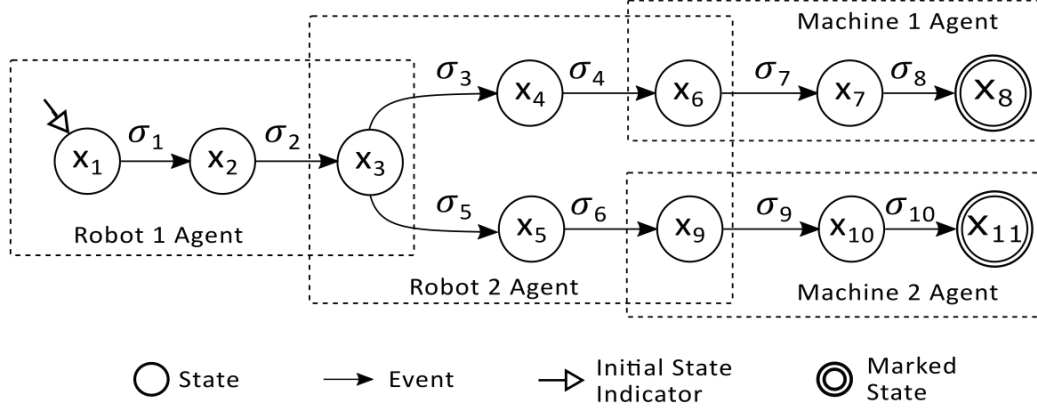 Machine 1 Agent
σ3 x4 σ4 x6 σ7 x7 σ8 x8
x1 σ1 x2 σ2 x3
σ5 x5 σ6 x9 σ9 x10 σ10 x11
Robot 1 Agent
Robot 2 Agent
Machine 2 Agent
State
Event
Initial State
Indicator
Marked
State